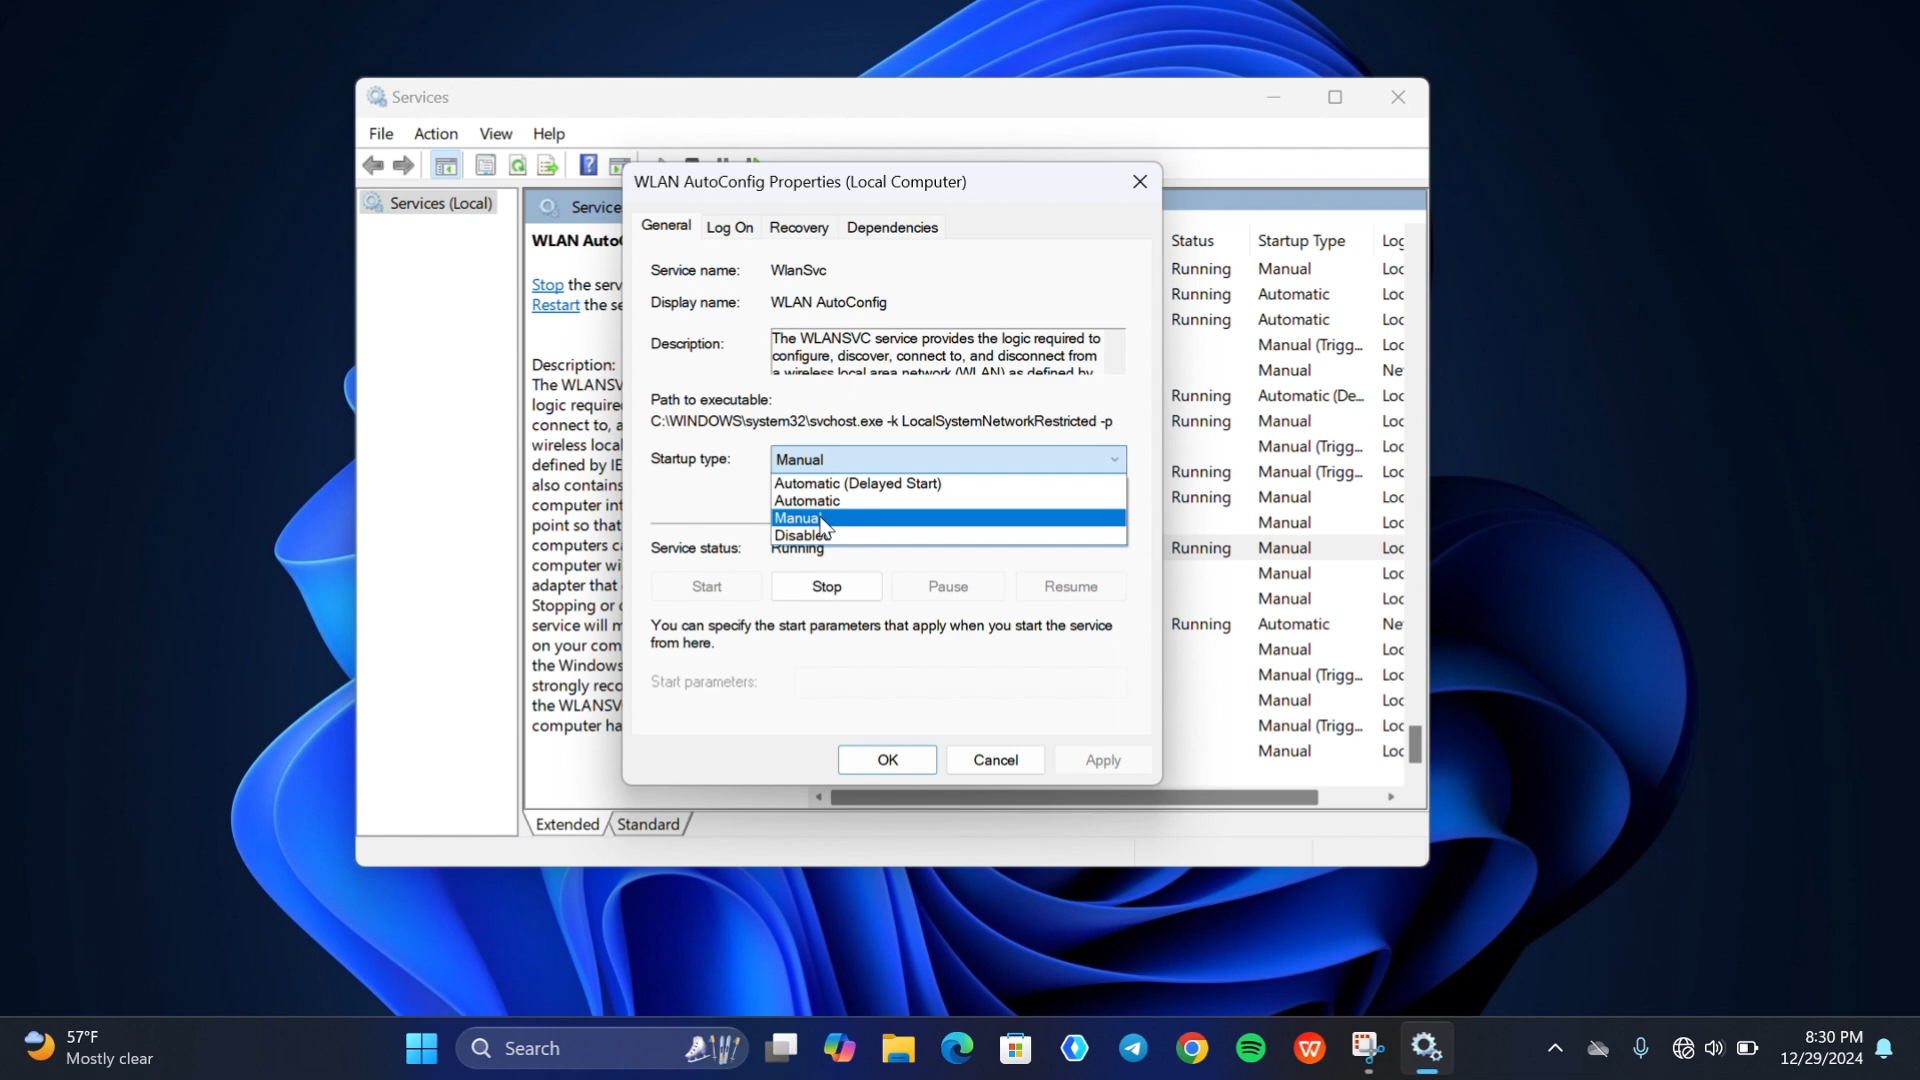 Services
File Action View Help
WLAN AutoConfig Properties (Local Computer)
Services (Local)
Service
General Log On Recovery Dependencies
WLAN Auto
Stop the serv
Restart the se
Description:
The WLANSV
logic require
connect to, a
wireless local
defined by IE
also contains
computer int
point so that
computers ca
computer wi
adapter that
Stopping or
service will m
on your com
the Windows
strongly reco
the WLANSV
computer ha
Service name: WlanSvc
Display name: WLAN AutoConfig
Description: The WLANSVC service provides the logic required to
configure, discover, connect to, and disconnect from
a wireless local area network (WLAN) as defined by
Path to executable:
C:\WINDOWS\system32\svchost.exe -k LocalSystemNetworkRestricted -p
Startup type: Manual
Automatic (Delayed Start)
Automatic
Manual
Disabled
Service status: Running
Start Stop Pause Resume
You can specify the start parameters that apply when you start the service
from here.
Start parameters:
OK Cancel Apply
Status Startup Type Log
Running Manual Loc
Running Automatic Loc
Running Automatic Loc
Manual (Trigg... Loc
Manual Ne
Running Automatic (De... Loc
Running Manual Loc
Manual (Trigg... Loc
Running Manual (Trigg... Loc
Running Manual Loc
Manual Loc
Running Manual Loc
Manual Loc
Manual Loc
Running Automatic Ne
Manual Loc
Manual (Trigg... Loc
Manual Loc
Manual (Trigg... Loc
Manual Loc
Extended Standard
57°F
Mostly clear
Search
8:30 PM
12/29/2024